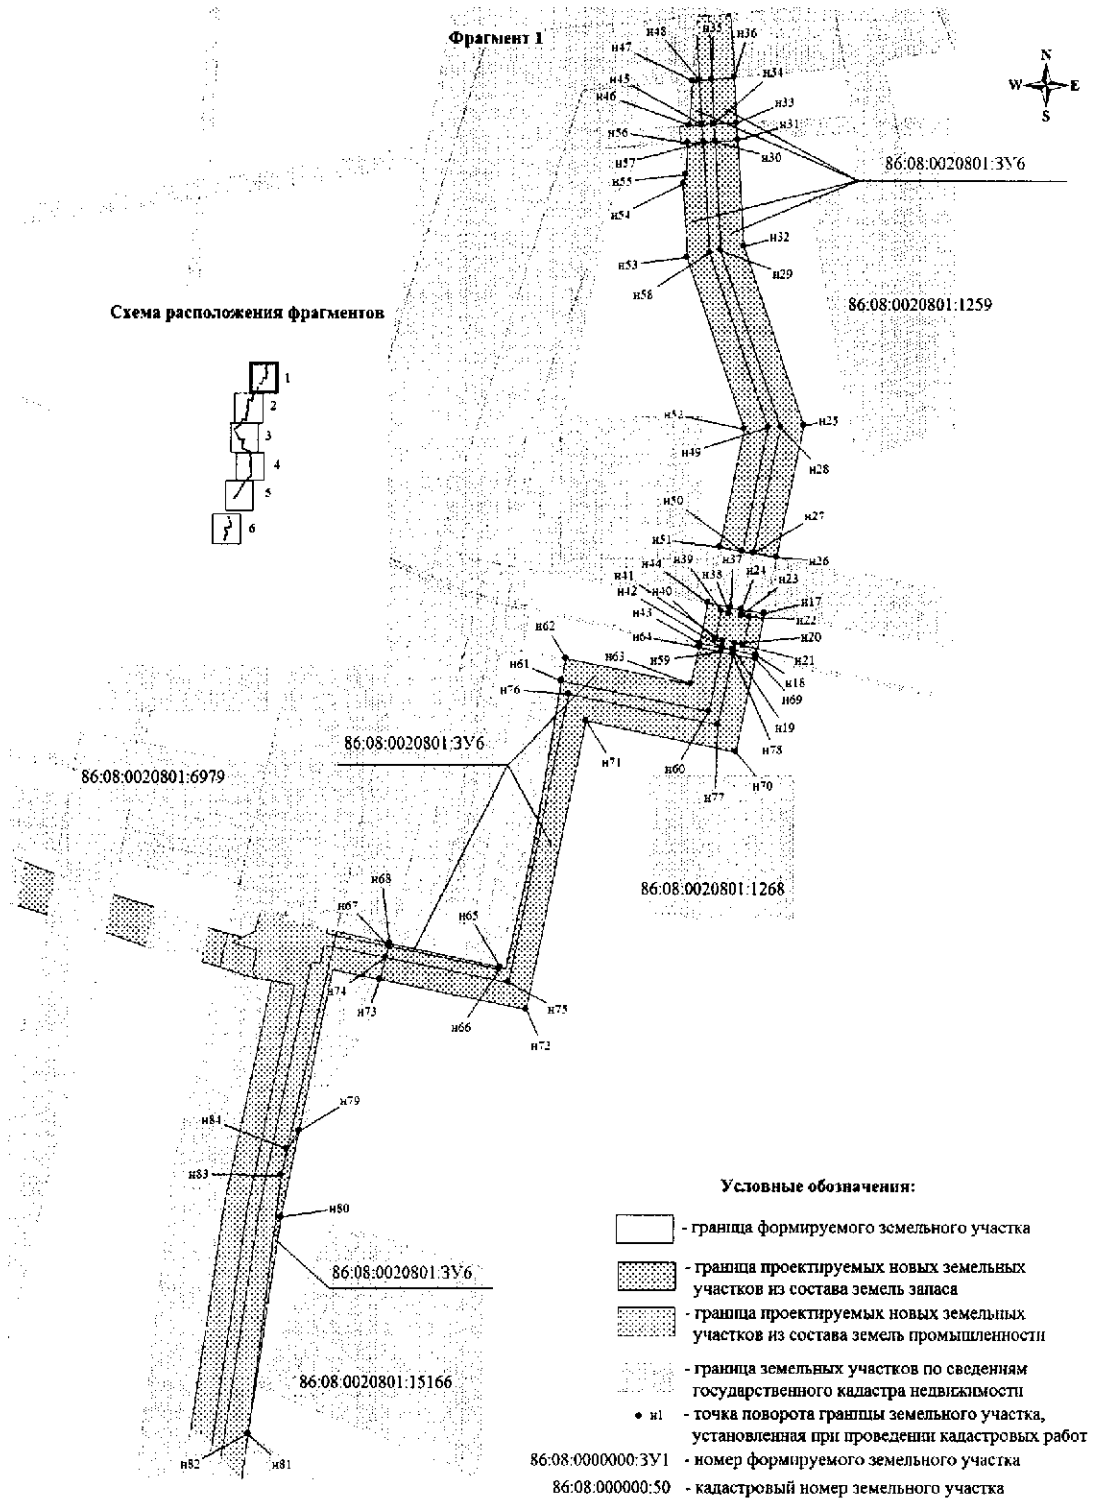 Фрагмент 1
н35
н48
н36
н47
н34
н45
н33
н46
н31
н56
н30
н57
н55
н54
N
W
E
S
86:08:0020801:ЗУ6
н32
н53
н29
н58
86:08:0020801:1259
Схема расположения фрагментов
1
2
3
4
5
6
н52
н25
н49
н28
н50
н27
н51
н26
н37
н39
н24
н44
н38
н23
н41
н40
н17
н42
н22
н43
н20
н62
н64
н21
н63
н59
н18
н61
н69
н76
н19
н78
86:08:0020801:ЗУ6
н71
н60
н70
86:08:0020801:6979
н77
86:08:0020801:1268
н68
н67
н65
н74
н75
н73
н66
н72
н79
н84
н83
н80
86:08:0020801:ЗУ6
86:08:0020801:15166
н82
н81
Условные обозначения:
- граница формируемого земельного участка
- граница проектируемых новых земельных
участков из состава земель запаса
- граница проектируемых новых земельных
участков из состава земель промышленности
- граница земельных участков по сведениям
государственного кадастра недвижимости
н1 - точка поворота границы земельного участка,
установленная при проведении кадастровых работ
86:08:0000000:ЗУ1 - номер формируемого земельного участка
86:08:000000:50 - кадастровый номер земельного участка